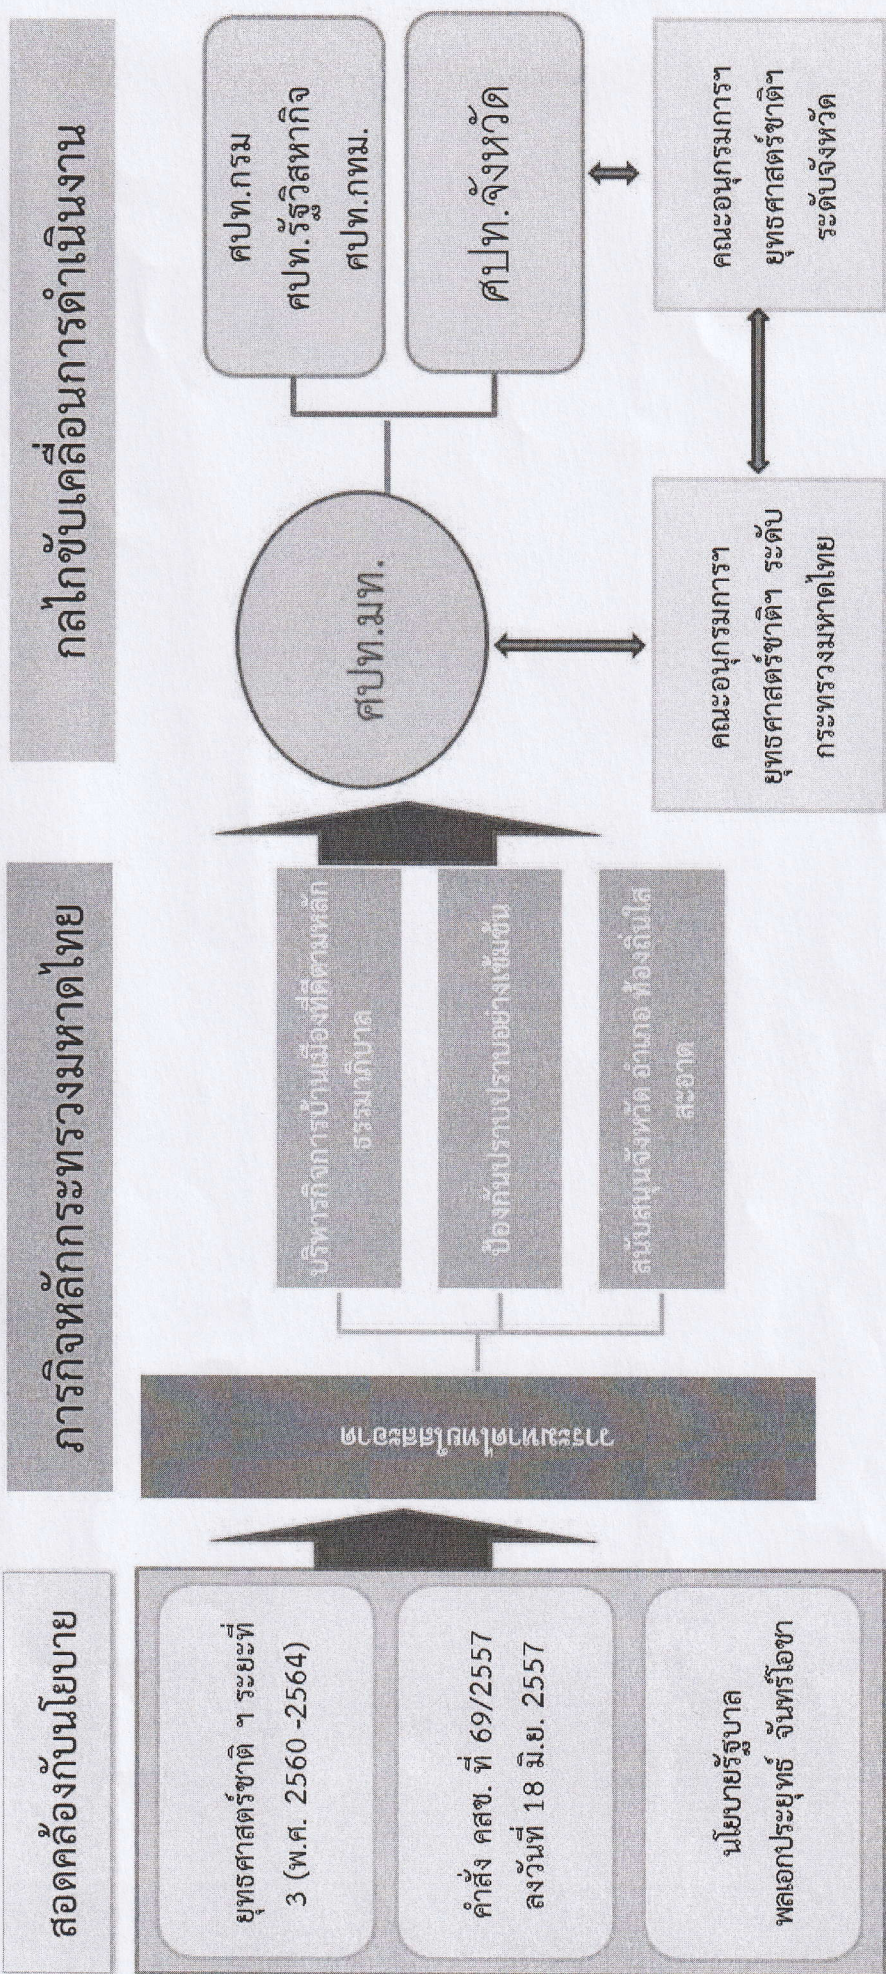 สอดคล้องกับนโยบาย
ยุทธศาสตร์ชาติ ฯ ระยะที่
3 (พ.ศ. 2560 -2564)
คำสั่ง คสช. ที่ 69/2557
ลงวันที่ 18 มิ.ย. 2557
นโยบายรัฐบาล
พลเอกประยุทธ์ จันทร์โอชา
ภารกิจหลักกระทรวงมหาดไทย
วาระมหาดไทยใสสะอาด
บริหารกิจการบ้านเมืองที่ดีตามหลัก
ธรรมาภิบาล
ป้องกันปราบปรามอย่างเข้มข้น
สนับสนุนจังหวัด อำเภอ ท้องถิ่นใส
สะอาด
กลไกขับเคลื่อนการดำเนินงาน
ศปท.มท.
ศปท.กรม
ศปท.รัฐวิสหากิจ
ศปท.กทม.
ศปท.จังหวัด
คณะอนุกรมการฯ
ยุทธศาสตร์ชาติฯ ระดับ
กระทรวงมหาดไทย
คณะอนุกรมการฯ
ยุทธศาสตร์ชาติฯ
ระดับจังหวัด